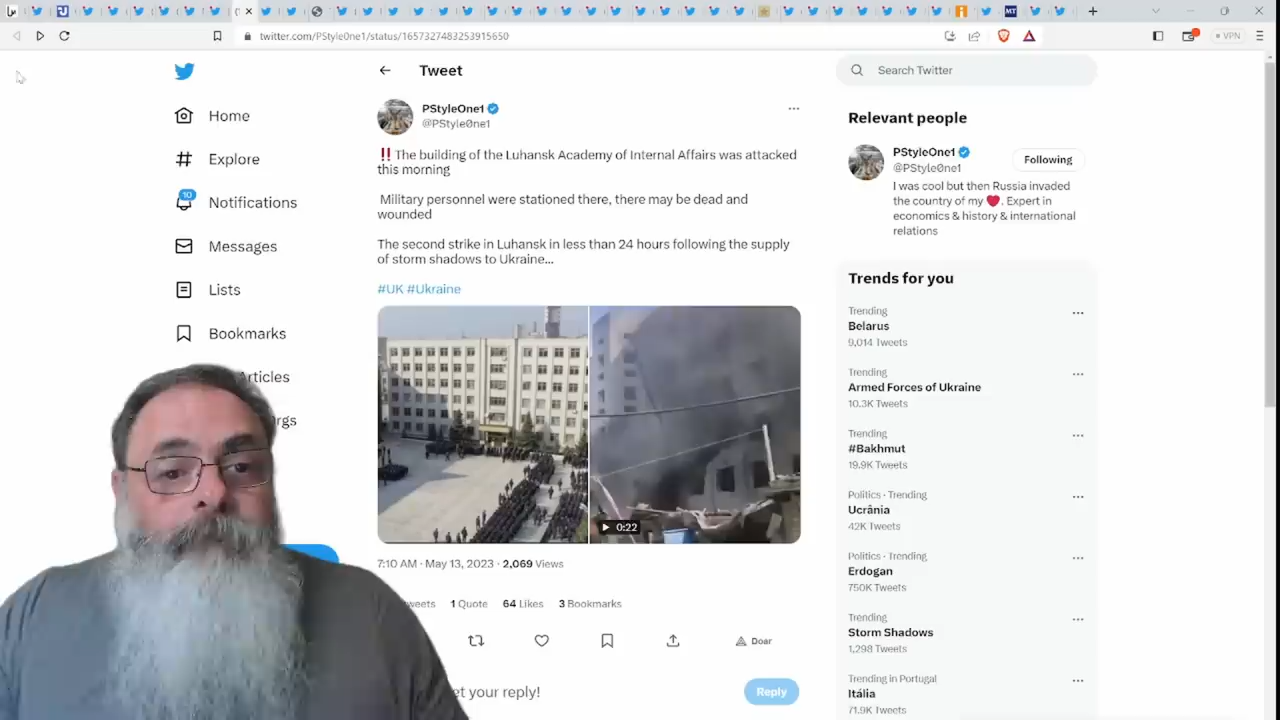 twitter.com/PStyle0ne1/status/1657327483253915650
VPN
Home
Explore
10
Notifications
Messages
Lists
Bookmarks
Articles
Tweet
PStyleOne1
@PStyle0ne1
‼️The building of the Luhansk Academy of Internal Affairs was attacked
this morning
Military personnel were stationed there, there may be dead and
wounded
The second strike in Luhansk in less than 24 hours following the supply
of storm shadows to Ukraine...
#UK #Ukraine
0:22
7:10 AM · May 13, 2023 · 2,069 Views
1 Quote 64 Likes 3 Bookmarks
Doar
your reply!
Reply
Search Twitter
Relevant people
PStyleOne1
@PStyle0ne1
Following
I was cool but then Russia invaded
the country of my ❤️. Expert in
economics & history & international
relations
Trends for you
Trending
Belarus
9,014 Tweets
Trending
Armed Forces of Ukraine
10.3K Tweets
Trending
#Bakhmut
19.9K Tweets
Politics · Trending
Ucrânia
42K Tweets
Politics · Trending
Erdogan
750K Tweets
Trending
Storm Shadows
1,298 Tweets
Trending in Portugal
Itália
71.9K Tweets